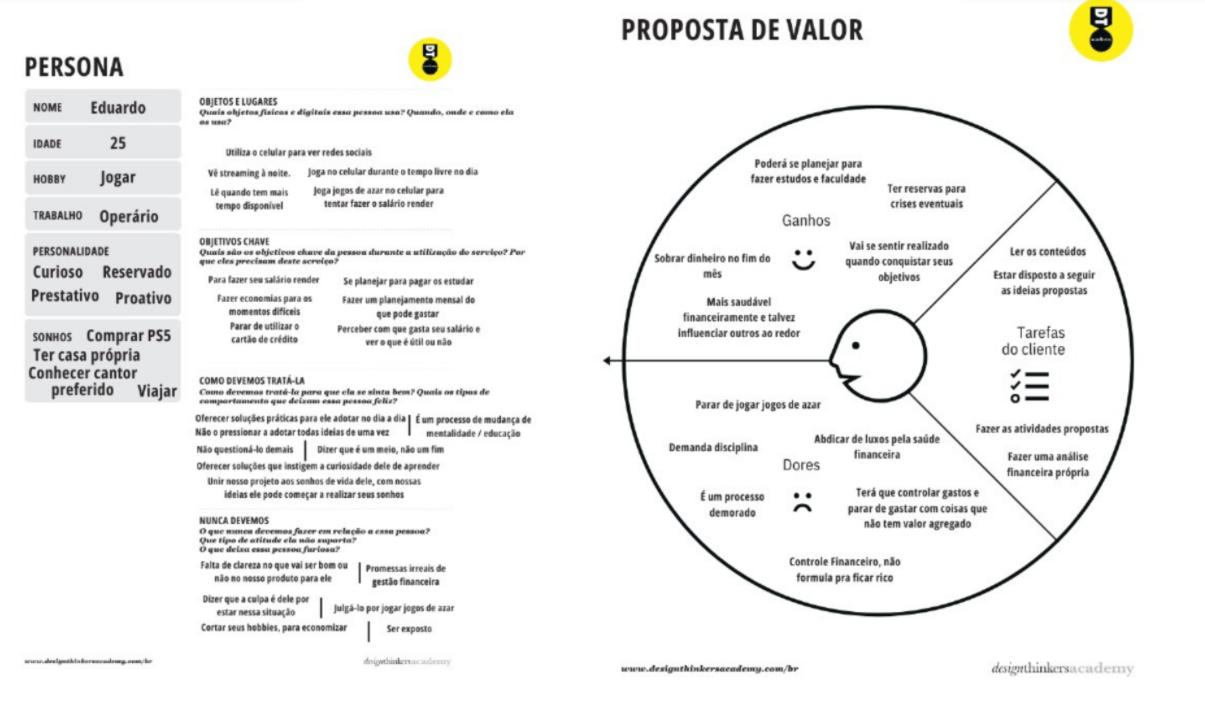 PERSONA
DT
NOME Eduardo
IDADE 25
HOBBY Jogar
TRABALHO Operário
PERSONALIDADE
Curioso Reservado
Prestativo Proativo
SONHOS Comprar PS5
Ter casa própria
Conhecer cantor
preferido Viajar
OBJETOS E LUGARES
Quais objetos físicos e digitais essa pessoa usa? Quando, onde e como ela
os usa?
Utiliza o celular para ver redes sociais
Vê streaming à noite. Joga no celular durante o tempo livre no dia
Lê quando tem mais
tempo disponível
Joga jogos de azar no celular para
tentar fazer o salário render
OBJETIVOS CHAVE
Quais são os objetivos chave da pessoa durante a utilização do serviço? Por
que eles precisam deste serviço?
Para fazer seu salário render
Se planejar para pagar os estudar
Fazer economias para os
momentos difíceis
Fazer um planejamento mensal do
que pode gastar
Parar de utilizar o
cartão de crédito
Perceber com que gasta seu salário e
ver o que é útil ou não
COMO DEVEMOS TRATÁ-LA
Como devemos tratá-la para que ela se sinta bem? Quais os tipos de
comportamento que deixam essa pessoa feliz?
Oferecer soluções práticas para ele adotar no dia a dia
Não o pressionar a adotar todas ideias de uma vez
É um processo de mudança de
mentalidade / educação
Não questioná-lo demais
Dizer que é um meio, não um fim
Oferecer soluções que instigem a curiosidade dele de aprender
Unir nosso projeto aos sonhos de vida dele, com nossas
ideias ele pode começar a realizar seus sonhos
NUNCA DEVEMOS
O que nunca devemos fazer em relação a essa pessoa?
Que tipo de atitude ela não suporta?
O que deixa essa pessoa furiosa?
Falta de clareza no que vai ser bom ou
não no nosso produto para ele
Promessas irreais de
gestão financeira
Dizer que a culpa é dele por
estar nessa situação
Julgá-lo por jogar jogos de azar
Cortar seus hobbies, para economizar
Ser exposto
www.designthinkersacademy.com/br
designthinkersacademy
PROPOSTA DE VALOR
DT
academy
Poderá se planejar para
fazer estudos e faculdade
Ter reservas para
crises eventuais
Ganhos
Sobrar dinheiro no fim do
mês
Vai se sentir realizado
quando conquistar seus
objetivos
Mais saudável
financeiramente e talvez
influenciar outros ao redor
Ler os conteúdos
Estar disposto a seguir
as ideias propostas
Tarefas
do cliente
Fazer as atividades propostas
Fazer uma análise
financeira própria
Parar de jogar jogos de azar
Demanda disciplina
Abdicar de luxos pela saúde
financeira
Dores
É um processo
demorado
Terá que controlar gastos e
parar de gastar com coisas que
não tem valor agregado
Controle Financeiro, não
formula pra ficar rico
www.designthinkersacademy.com/br
designthinkersacademy